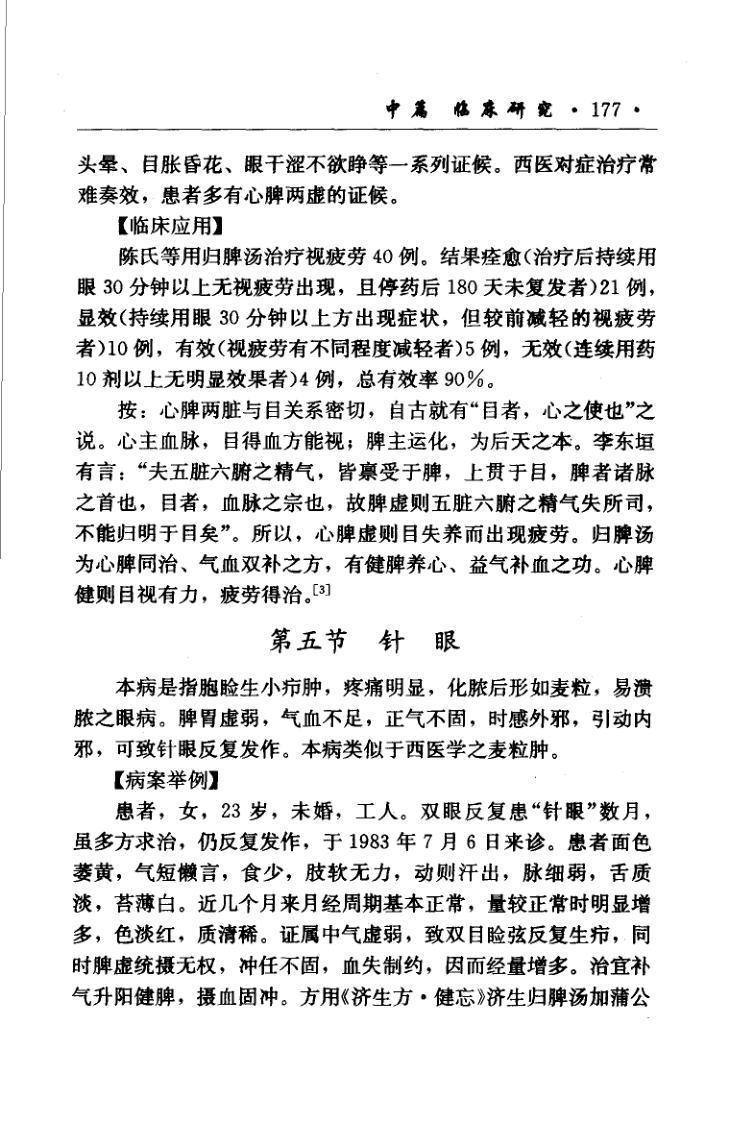 中篇 临床研究 · 177 ·
头晕、目胀昏花、眼干涩不欲睁等一系列证候。西医对症治疗常
难奏效，患者多有心脾两虚的证候。
【临床应用】
陈氏等用归脾汤治疗视疲劳 40 例。结果痊愈(治疗后持续用
眼 30 分钟以上无视疲劳出现，且停药后 180 天未复发者)21 例，
显效(持续用眼 30 分钟以上方出现症状，但较前减轻的视疲劳
者)10 例，有效(视疲劳有不同程度减轻者)5 例，无效(连续用药
10 剂以上无明显效果者)4 例，总有效率 90％。
按：心脾两脏与目关系密切，自古就有“目者，心之使也”之
说。心主血脉，目得血方能视；脾主运化，为后天之本。李东垣
有言：“夫五脏六腑之精气，皆禀受于脾，上贯于目，脾者诸脉
之首也，目者，血脉之宗也，故脾虚则五脏六腑之精气失所司，
不能归明于目矣”。所以，心脾虚则目失养而出现疲劳。归脾汤
为心脾同治、气血双补之方，有健脾养心、益气补血之功。心脾
健则目视有力，疲劳得治。[3]
第五节 针 眼
本病是指胞睑生小疖肿，疼痛明显，化脓后形如麦粒，易溃
脓之眼病。脾胃虚弱，气血不足，正气不固，时感外邪，引动内
邪，可致针眼反复发作。本病类似于西医学之麦粒肿。
【病案举例】
患者，女，23 岁，未婚，工人。双眼反复患“针眼”数月，
虽多方求治，仍反复发作，于 1983 年 7 月 6 日来诊。患者面色
萎黄，气短懒言，食少，肢软无力，动则汗出，脉细弱，舌质
淡，苔薄白。近几个月来月经周期基本正常，量较正常时明显增
多，色淡红，质清稀。证属中气虚弱，致双目睑弦反复生疖，同
时脾虚统摄无权，冲任不固，血失制约，因而经量增多。治宜补
气升阳健脾，摄血固冲。方用《济生方·健忘》济生归脾汤加蒲公